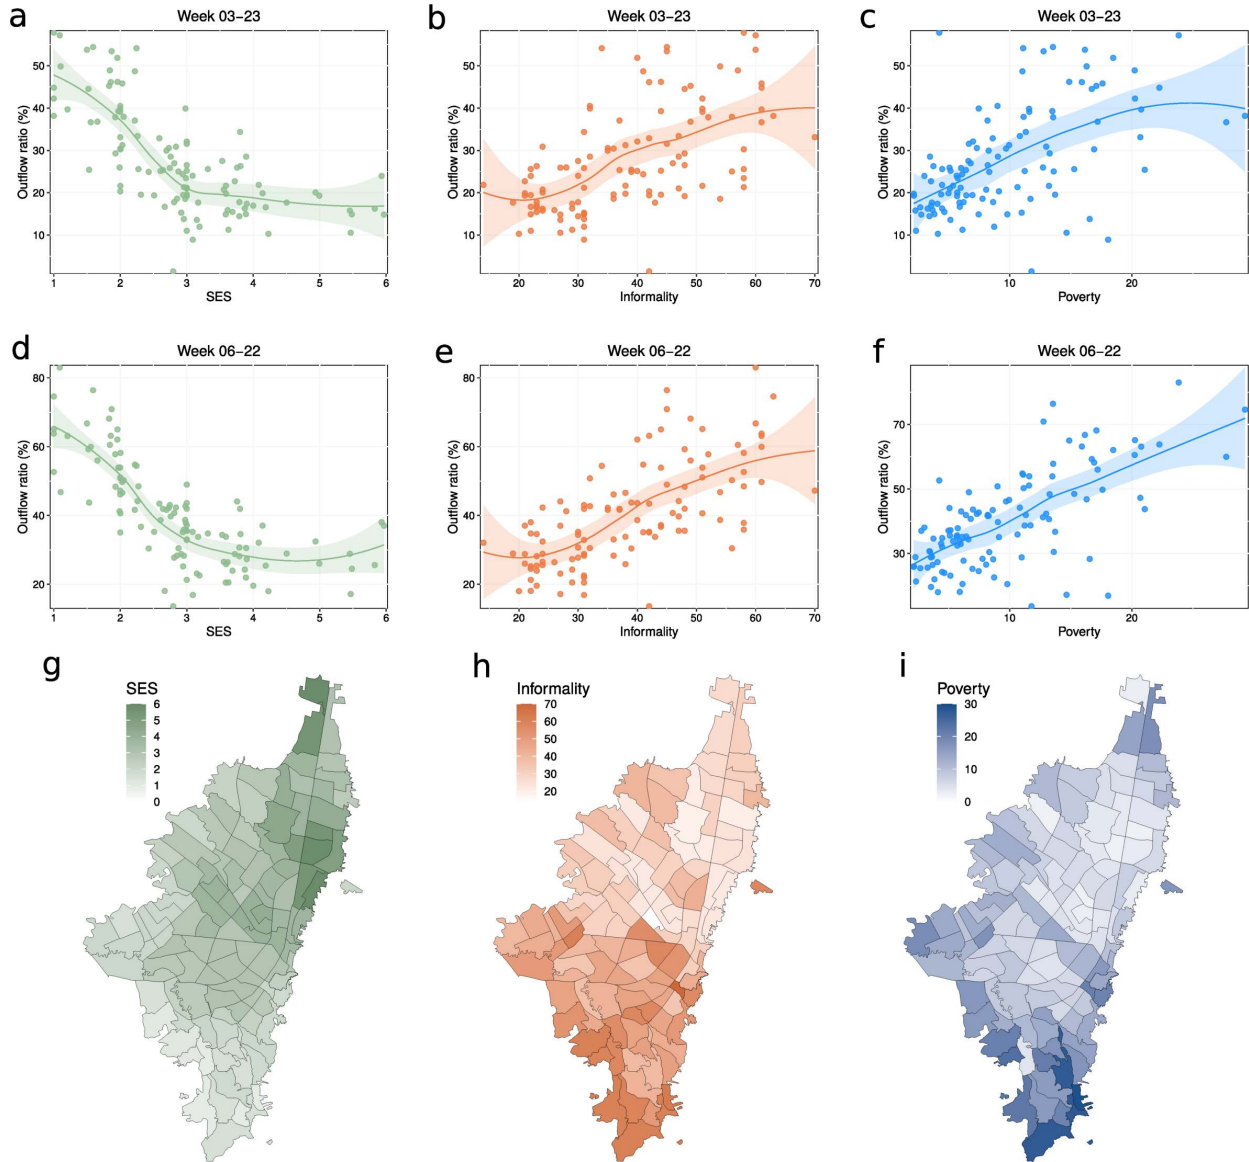 a
Week 03−23
Outflow ratio (%)
50
40
30
20
10
1 2 3 4 5 6
SES
b
Week 03−23
Outflow ratio (%)
50
40
30
20
10
20 30 40 50 60 70
Informality
c
Week 03−23
Outflow ratio (%)
50
40
30
20
10
10 20
Poverty
d
Week 06−22
Outflow ratio (%)
80
60
40
20
1 2 3 4 5 6
SES
e
Week 06−22
Outflow ratio (%)
80
60
40
20
20 30 40 50 60 70
Informality
f
Week 06−22
Outflow ratio (%)
70
50
30
10 20
Poverty
g
SES
6
5
4
3
2
1
0
h
Informality
70
60
50
40
30
20
i
Poverty
30
20
10
0